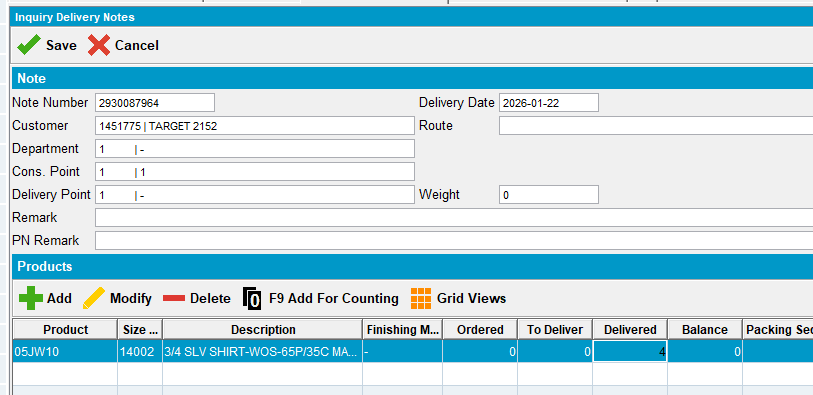 Inquiry Delivery Notes
Save Cancel
Note
Note Number 2930087964 Delivery Date 2026-01-22
Customer 1451775 | TARGET 2152 Route
Department 1 | -
Cons. Point 1 | 1
Delivery Point 1 | - Weight 0
Remark
PN Remark
Products
Add Modify Delete 0 F9 Add For Counting Grid Views
Product Size ... Description Finishing M... Ordered To Deliver Delivered Balance Packing Sec
05JW10 14002 3/4 SLV SHIRT-WOS-65P/35C MA... - 0 0 4 0